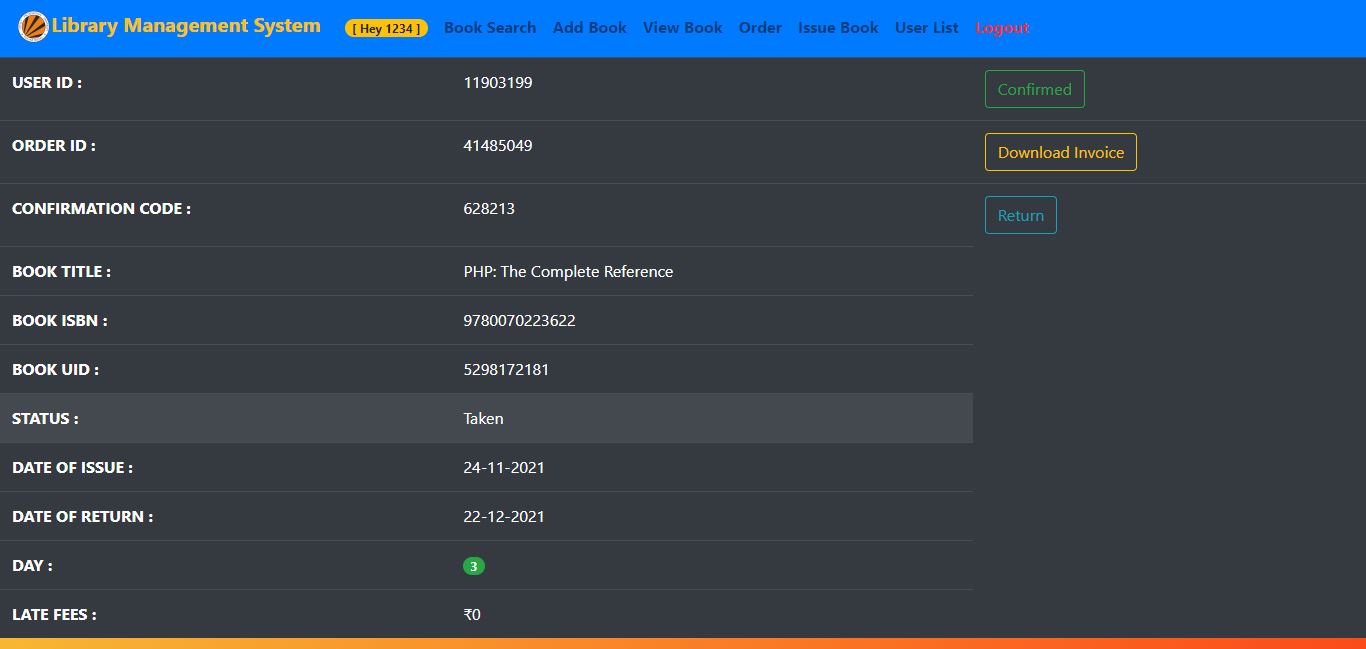 Library Management System [ Hey 1234 ] Book Search Add Book View Book Order Issue Book User List Logout
USER ID : 11903199 Confirmed
ORDER ID : 41485049 Download Invoice
CONFIRMATION CODE : 628213 Return
BOOK TITLE : PHP: The Complete Reference
BOOK ISBN : 9780070223622
BOOK UID : 5298172181
STATUS : Taken
DATE OF ISSUE : 24-11-2021
DATE OF RETURN : 22-12-2021
DAY : 3
LATE FEES : ₹0